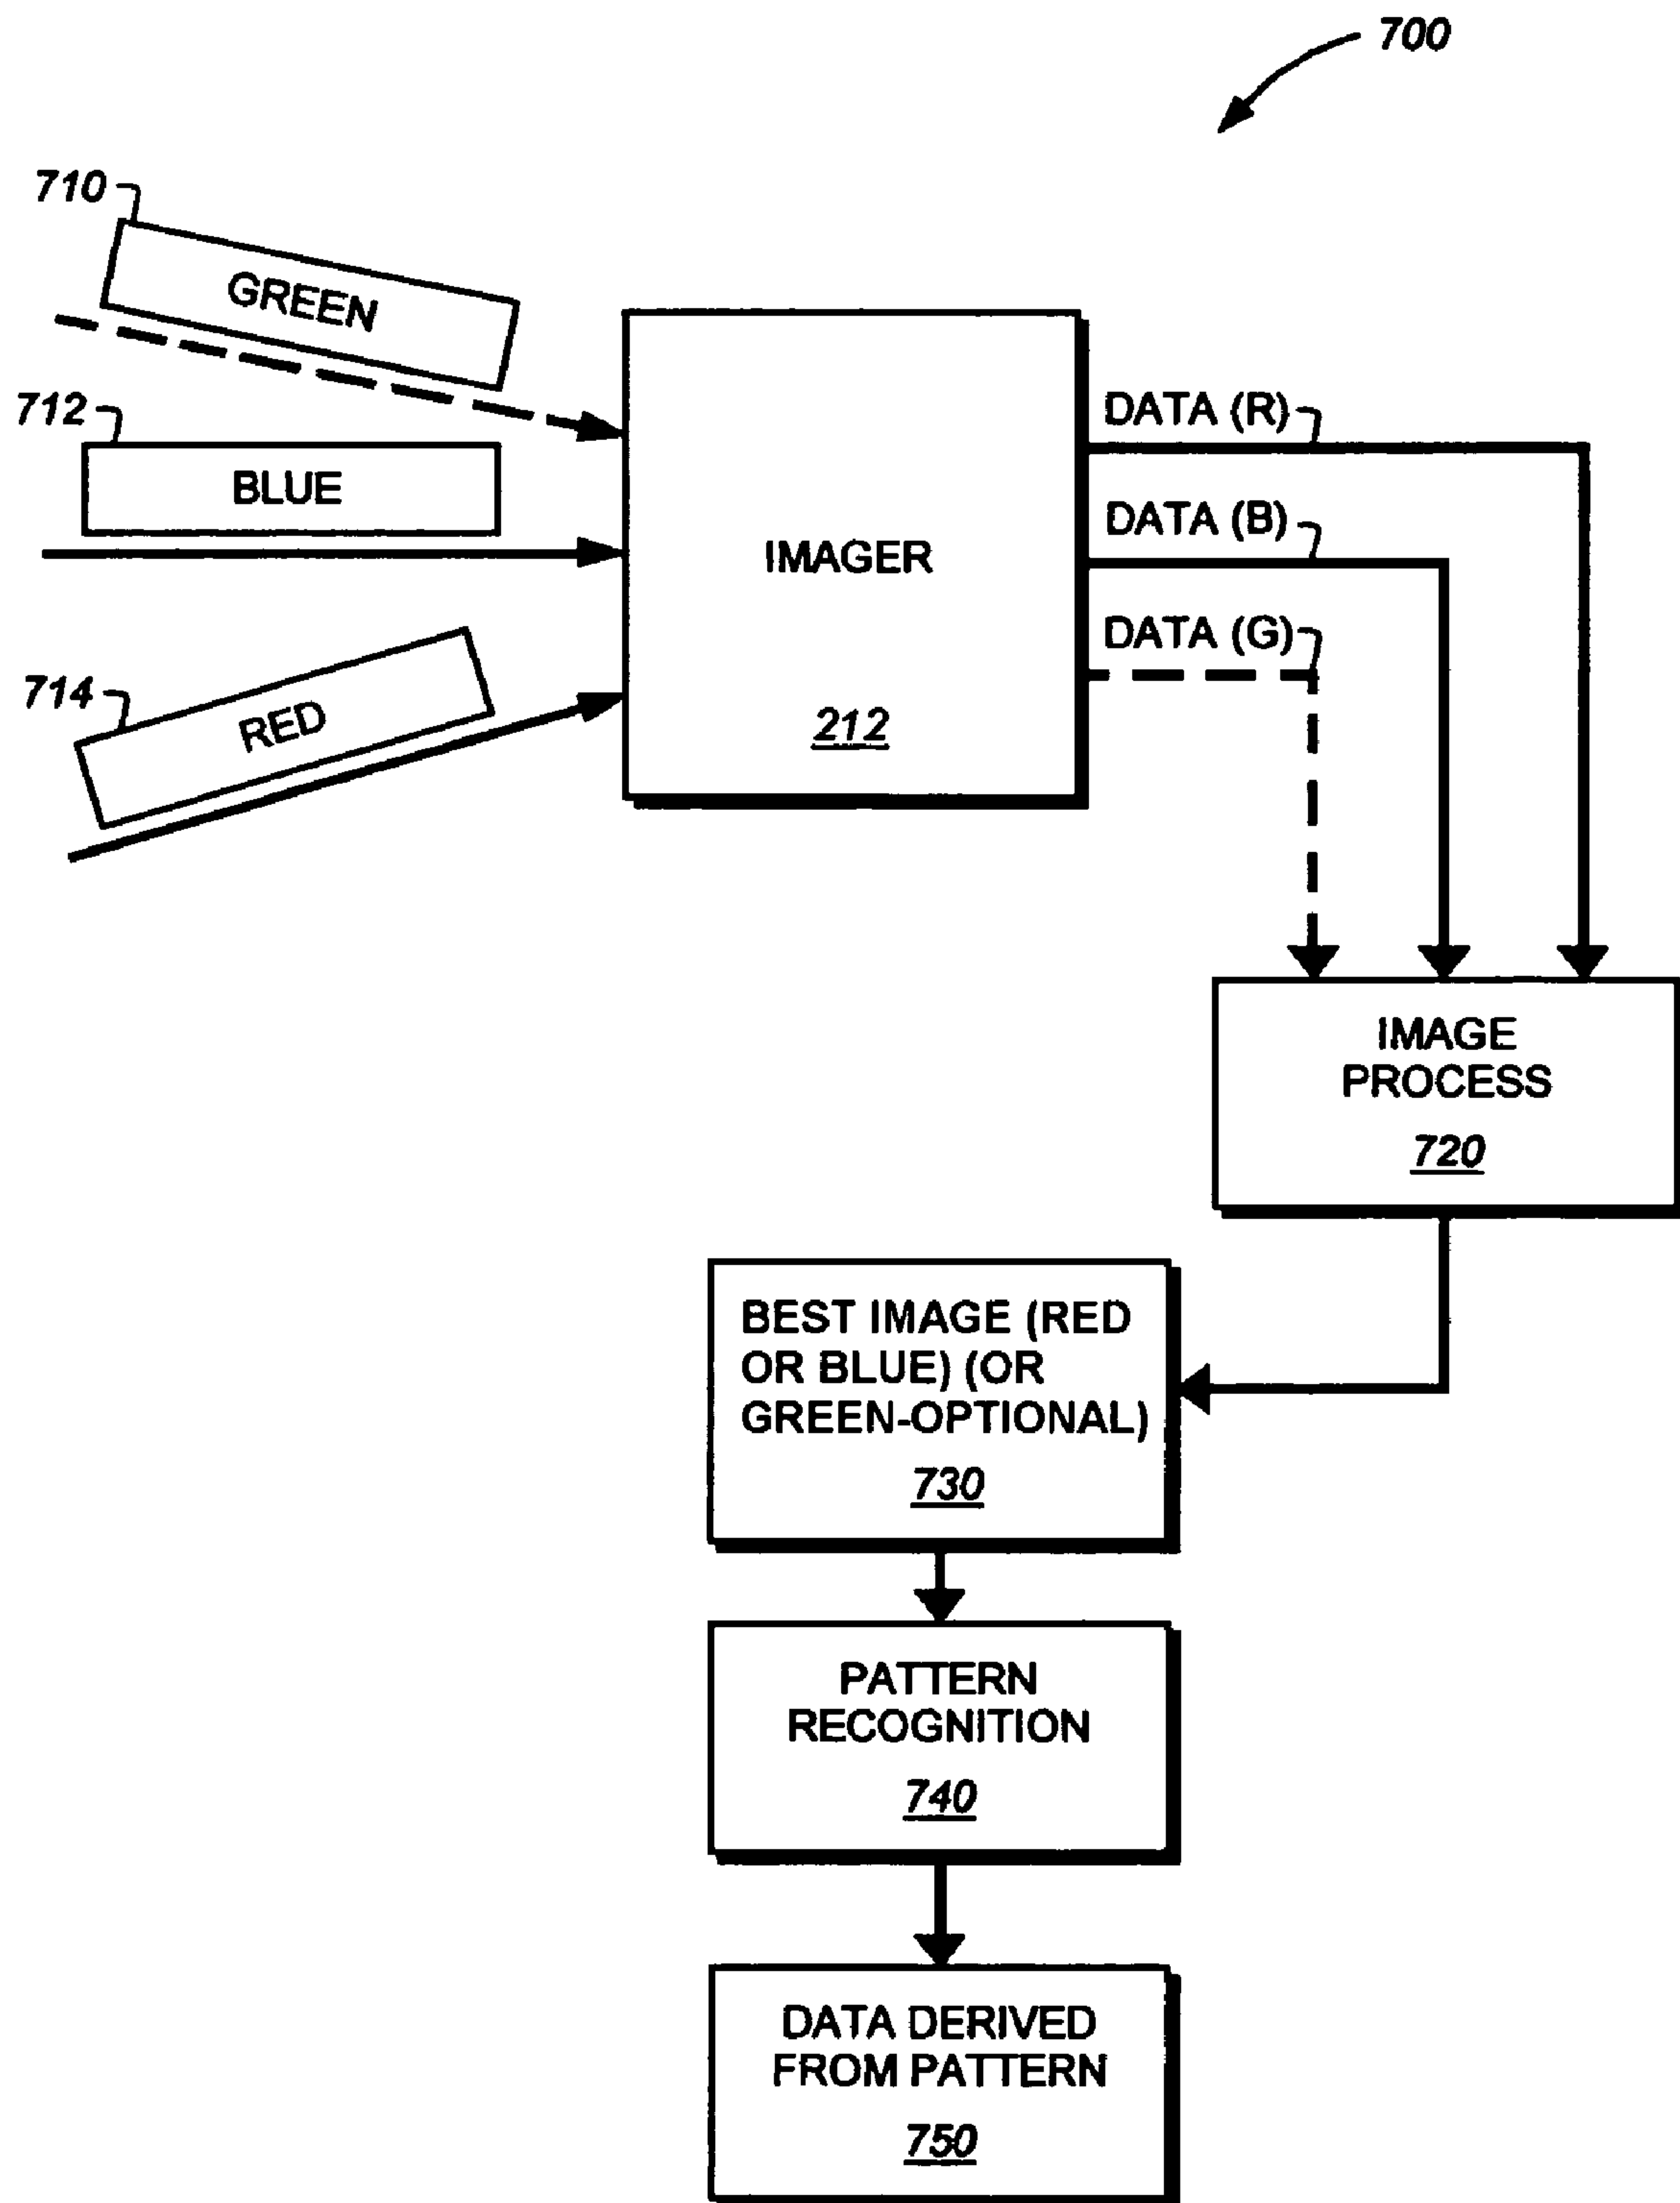 700
710
GREEN
712
BLUE
714
RED
IMAGER
212
DATA (R)
DATA (B)
DATA (G)
IMAGE
PROCESS
720
BEST IMAGE (RED
OR BLUE) (OR
GREEN-OPTIONAL)
730
PATTERN
RECOGNITION
740
DATA DERIVED
FROM PATTERN
750